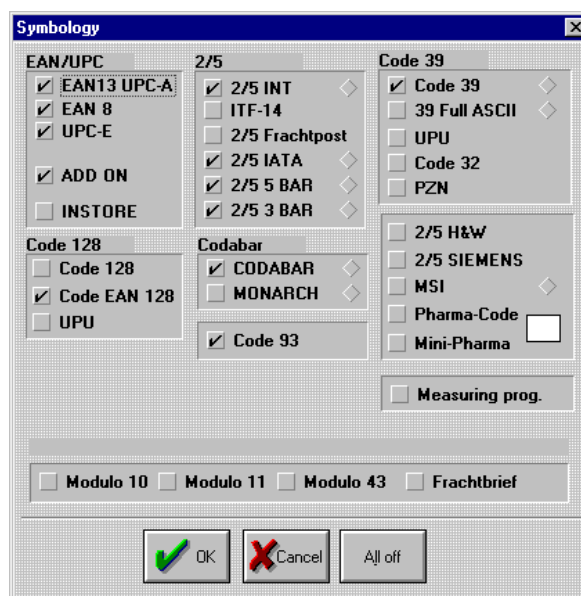 Symbology
EAN/UPC
EAN13 UPC-A
EAN 8
UPC-E
ADD ON
INSTORE
2/5
2/5 INT
ITF-14
2/5 Frachtpost
2/5 IATA
2/5 5 BAR
2/5 3 BAR
Code 39
Code 39
39 Full ASCII
UPU
Code 32
PZN
Code 128
Code 128
Code EAN 128
UPU
Codabar
CODABAR
MONARCH
Code 93
2/5 H&W
2/5 SIEMENS
MSI
Pharma-Code
Mini-Pharma
Measuring prog.
Modulo 10 Modulo 11 Modulo 43 Frachtbrief
OK Cancel All off